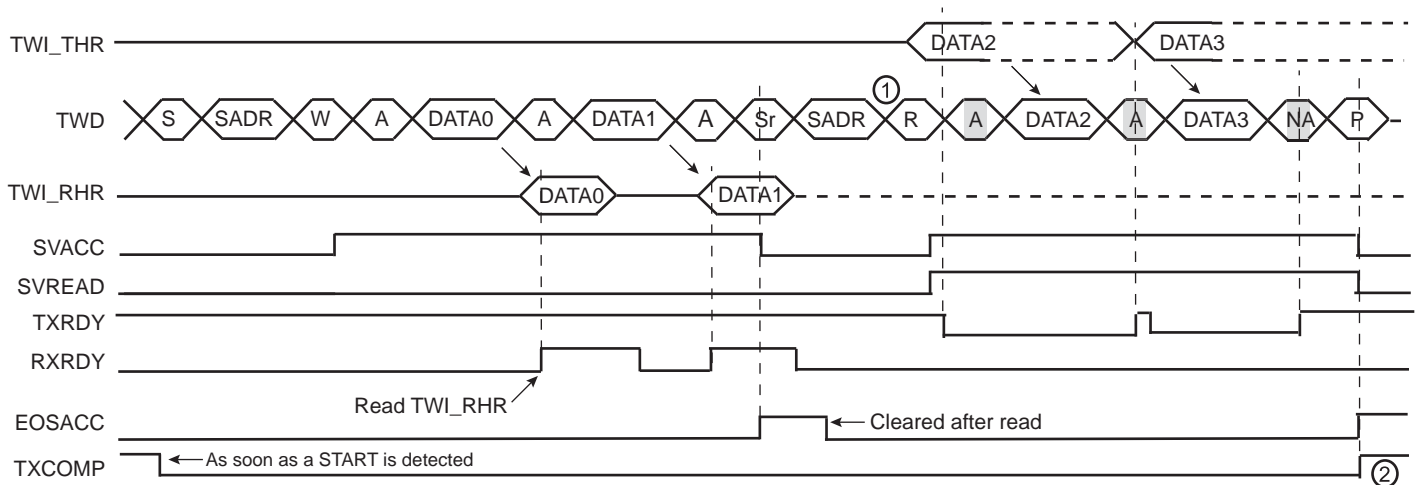 TWI_THR DATA2 DATA3
①
TWD S SADR W A DATA0 A DATA1 A Sr SADR R A DATA2 A DATA3 NA P
TWI_RHR DATA0 DATA1
SVACC
SVREAD
TXRDY
RXRDY
Read TWI_RHR
EOSACC Cleared after read
TXCOMP As soon as a START is detected ②